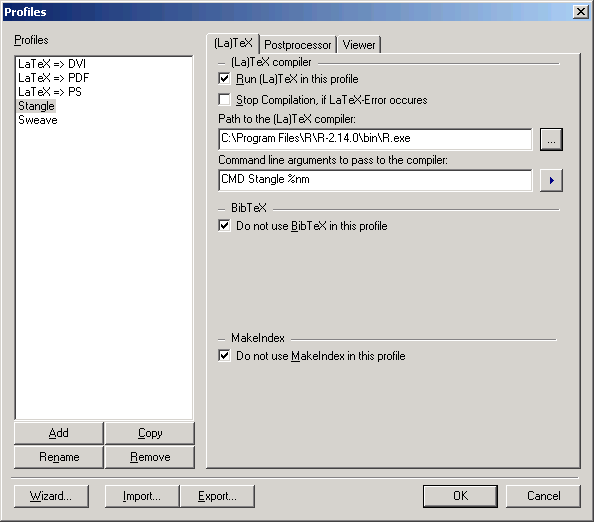 Profiles
Profiles
LaTeX => DVI
LaTeX => PDF
LaTeX => PS
Stangle
Sweave
Add
Copy
Rename
Remove
(La)TeX
Postprocessor
Viewer
(La)TeX compiler
Run (La)TeX in this profile
Stop Compilation, if LaTeX-Error occures
Path to the (La)TeX compiler:
C:\Program Files\R\R-2.14.0\bin\R.exe
...
Command line arguments to pass to the compiler:
CMD Stangle %nm
BibTeX
Do not use BibTeX in this profile
MakeIndex
Do not use MakeIndex in this profile
Wizard...
Import...
Export...
OK
Cancel